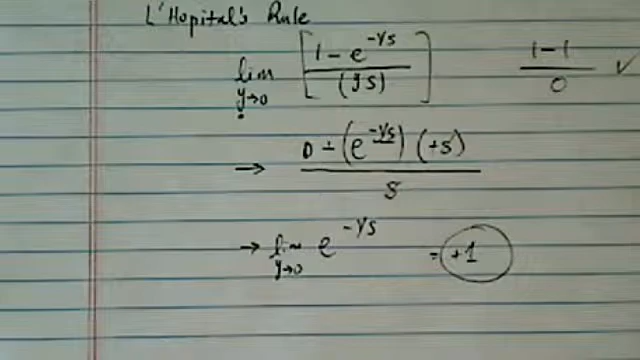 L'Hopital's Rule
lim y→0 [ 1 - e^-ys / (ys) ] 1-1 / 0 ✓
→ 0 + (e^-ys) (+s) / s
→ lim y→0 e^-ys = +1